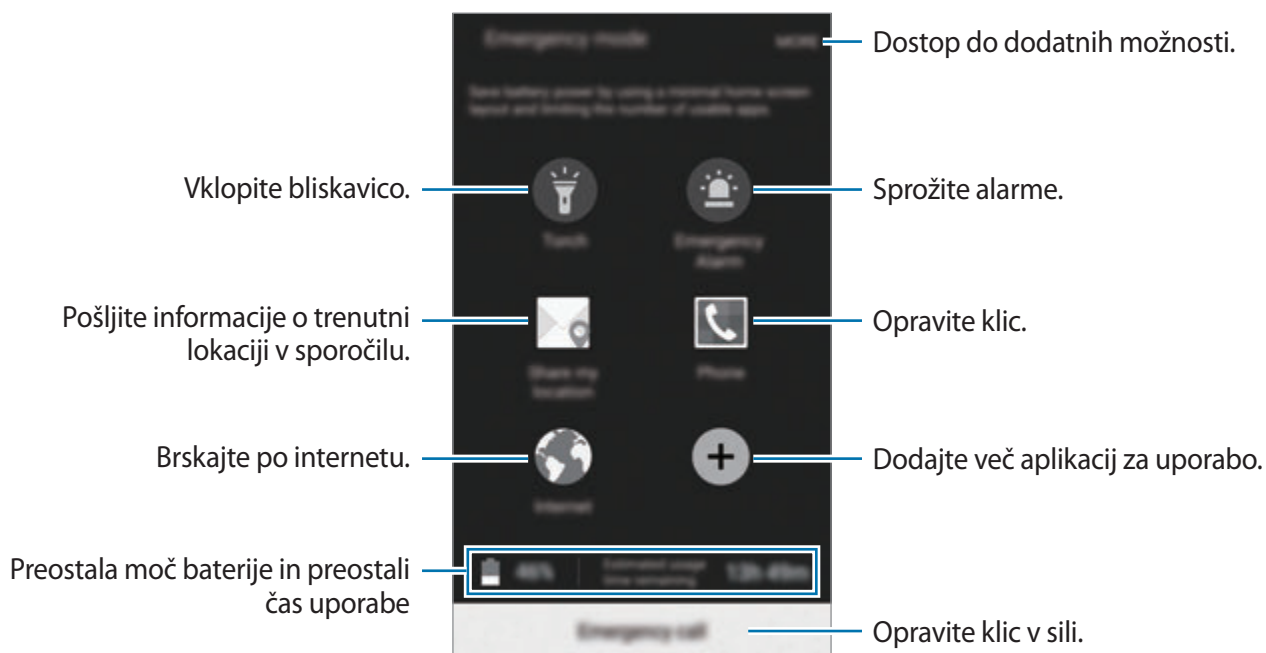 Emergency mode
MORE
Dostop do dodatnih možnosti.
Save battery power by using a minimal home screen
layout and limiting the number of usable apps.
Vklopite bliskavico.
Sprožite alarme.
Torch
Emergency
Alarm
Pošljite informacije o trenutni
lokaciji v sporočilu.
Opravite klic.
Share my
location
Phone
Brskajte po internetu.
Dodajte več aplikacij za uporabo.
Internet
Preostala moč baterije in preostali
čas uporabe
46%
Estimated usage
time remaining
13h 49m
Emergency call
Opravite klic v sili.